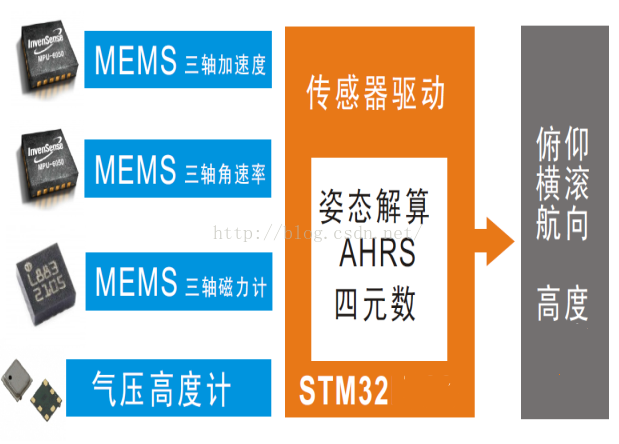 InvenSense
MPU-6050
MEMS 三轴加速度
InvenSense
MPU-6050
MEMS 三轴角速率
L883
2105
MEMS 三轴磁力计
气压高度计
传感器驱动
姿态解算
AHRS
四元数
STM32
http://blog.csdn.net/
俯仰
横滚
航向
高度